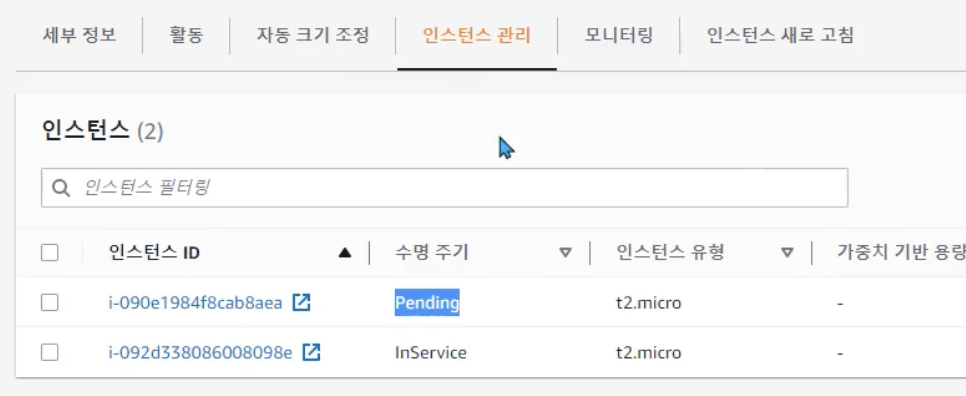 세부 정보 활동 자동 크기 조정 인스턴스 관리 모니터링 인스턴스 새로 고침
인스턴스 (2)
인스턴스 필터링
인스턴스 ID 수명 주기 인스턴스 유형 가중치 기반 용량
i-090e1984f8cab8aea Pending t2.micro -
i-092d338086008098e InService t2.micro -